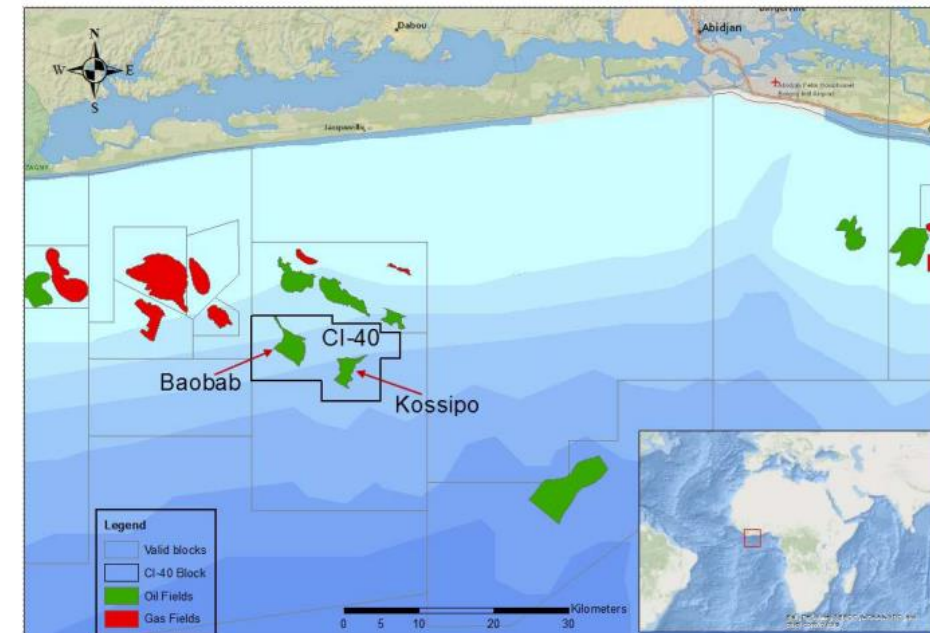 Dabou
Abidjan
N
W E
S
Jacqueville
CI-40
Baobab
Kossipo
Legend
Valid blocks
CI-40 Block
Oil Fields
Gas Fields
Kilometers
0 5 10 20 30